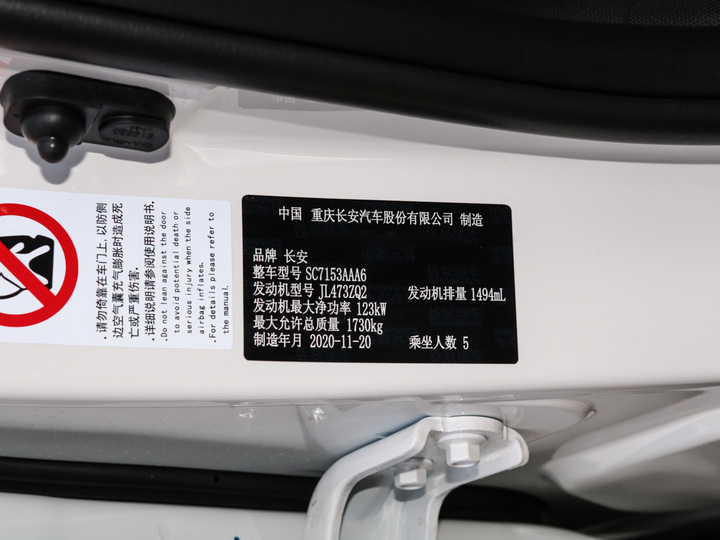 中国 重庆长安汽车股份有限公司 制造
品牌 长安
整车型号 SC7153AAA6
发动机型号 JL473ZQ2 发动机排量 1494mL
发动机最大净功率 123kW
最大允许总质量 1730kg
制造年月 2020-11-20 乘坐人数 5
.请勿倚靠在车门上，以防侧
边空气囊充气膨胀时造成死
亡或严重伤害。
.详细说明请参阅使用说明书。
.Do not lean against the door
to avoid potential death or
serious injury when the side
airbag inflates.
.For details please refer to
the manual.